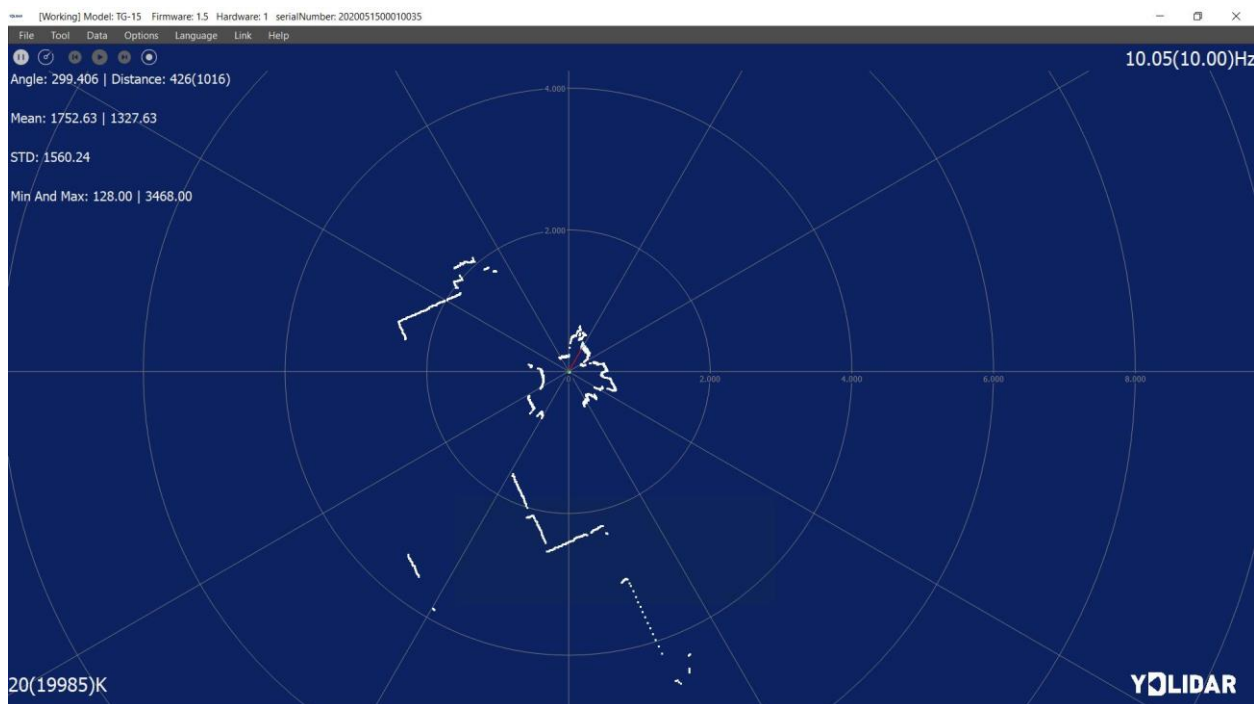 [Working] Model: TG-15 Firmware: 1.5 Hardware: 1 serialNumber: 2020051500010035
File Tool Data Options Language Link Help
10.05(10.00)Hz
Angle: 299.406 | Distance: 426(1016)
4.000
Mean: 1752.63 | 1327.63
STD: 1560.24
Min And Max: 128.00 | 3468.00
2.000
0 2.000 4.000 6.000 8.000
20(19985)K
YDLIDAR